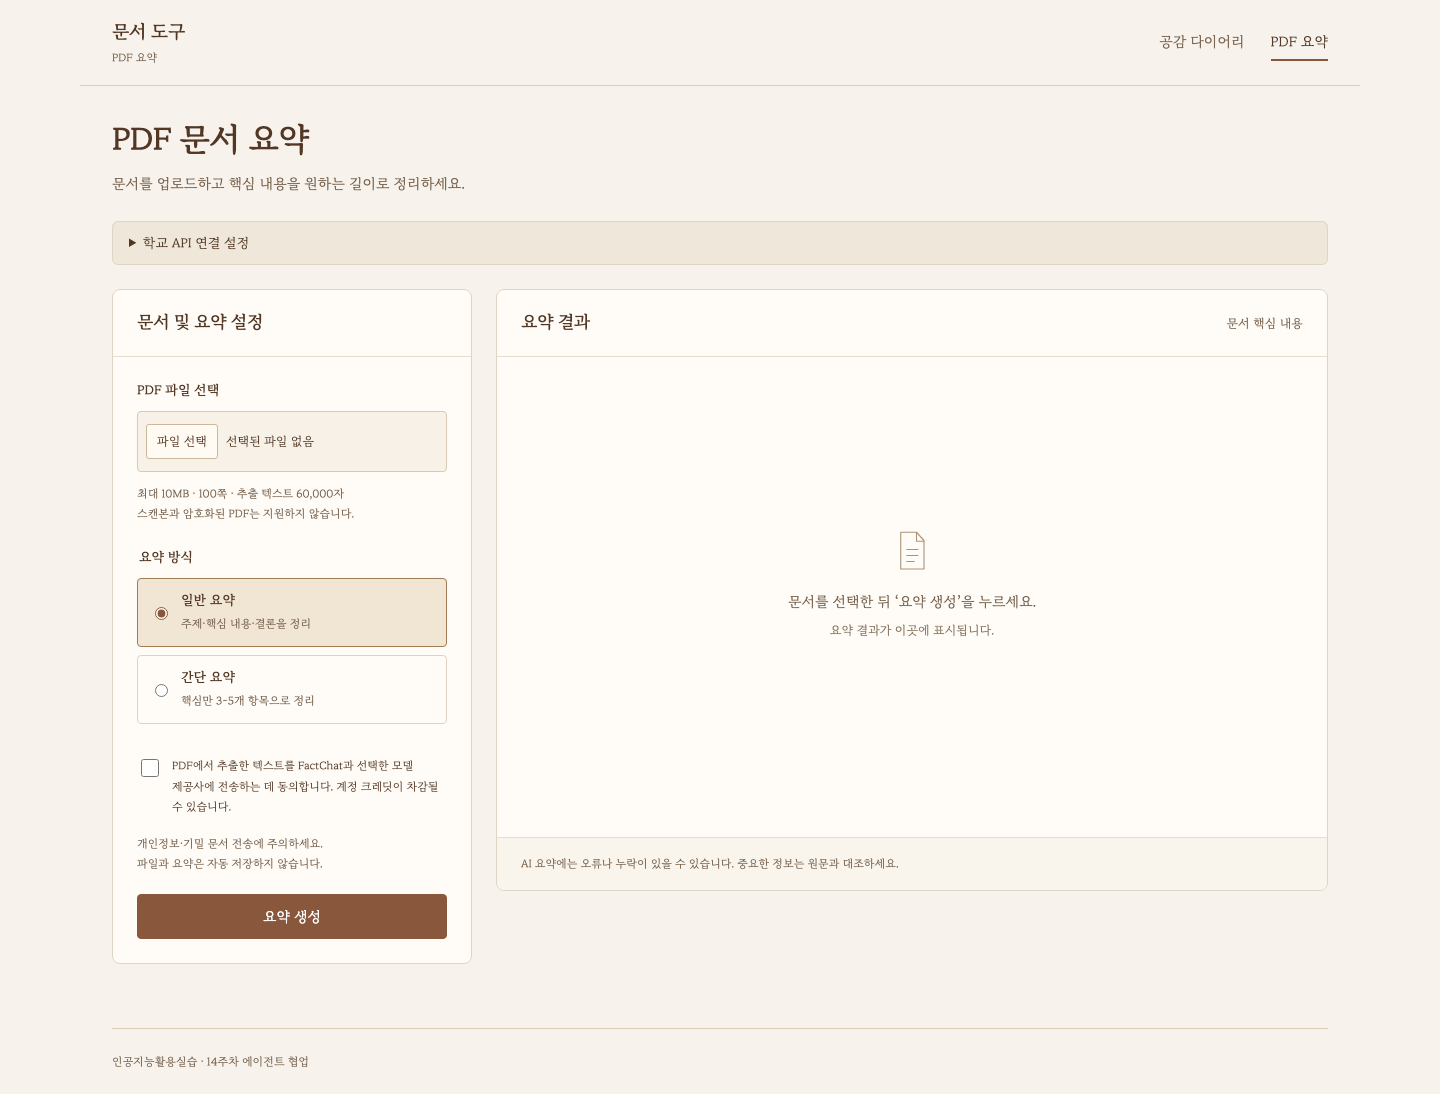 문서 도구
PDF 요약
공감 다이어리
PDF 요약
PDF 문서 요약
문서를 업로드하고 핵심 내용을 원하는 길이로 정리하세요.
▶ 학교 API 연결 설정
문서 및 요약 설정
PDF 파일 선택
파일 선택 선택된 파일 없음
최대 10MB · 100쪽 · 추출 텍스트 60,000자
스캔본과 암호화된 PDF는 지원하지 않습니다.
요약 방식
일반 요약
주제·핵심 내용·결론을 정리
간단 요약
핵심만 3–5개 항목으로 정리
PDF에서 추출한 텍스트를 FactChat과 선택한 모델
제공사에 전송하는 데 동의합니다. 계정 크레딧이 차감될
수 있습니다.
개인정보·기밀 문서 전송에 주의하세요.
파일과 요약은 자동 저장하지 않습니다.
요약 생성
요약 결과
문서 핵심 내용
문서를 선택한 뒤 ‘요약 생성’을 누르세요.
요약 결과가 이곳에 표시됩니다.
AI 요약에는 오류나 누락이 있을 수 있습니다. 중요한 정보는 원문과 대조하세요.
인공지능활용실습 · 14주차 에이전트 협업